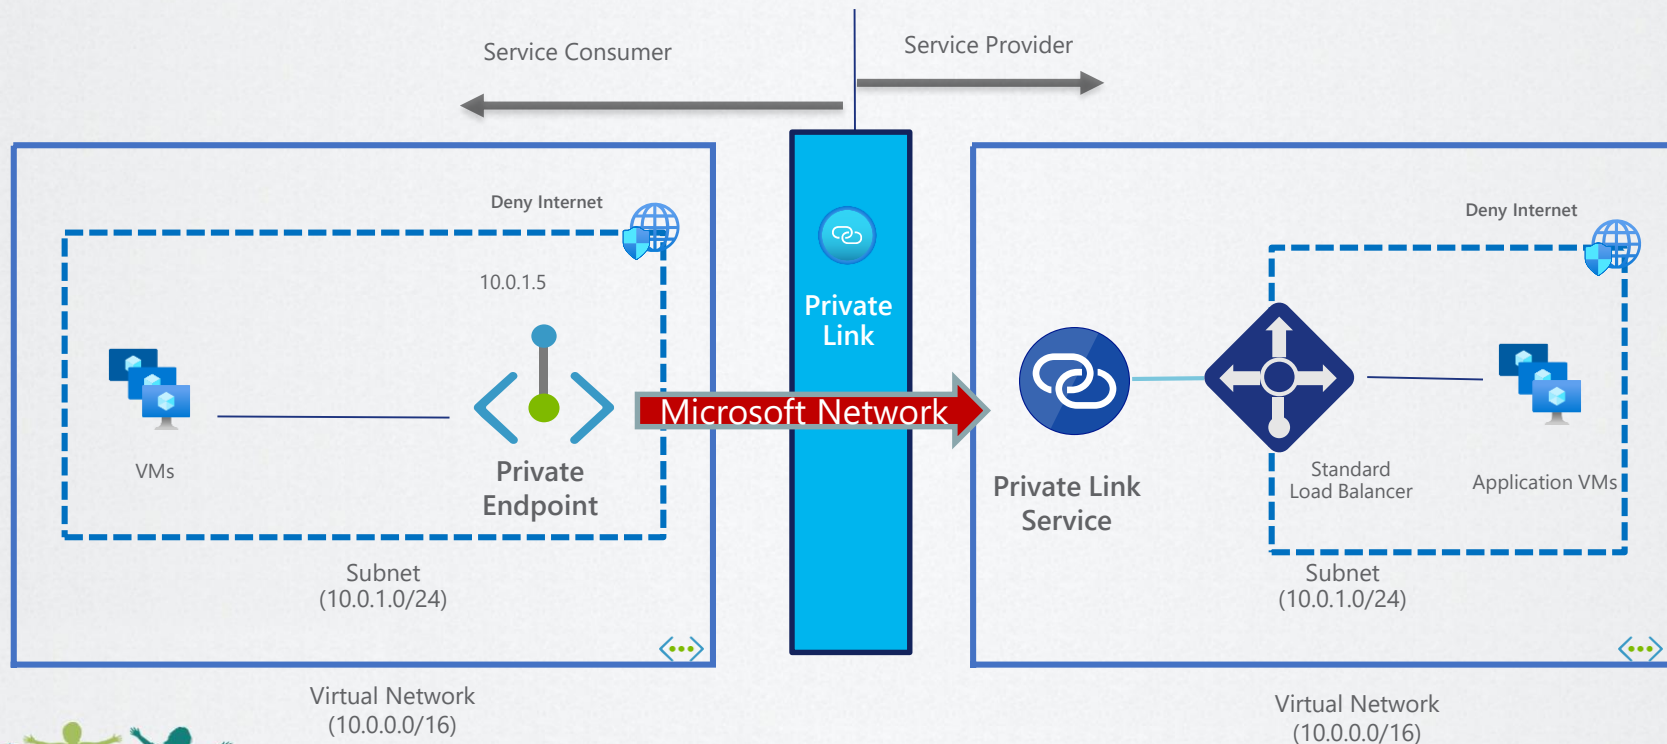 Service Consumer
Service Provider
Deny Internet
10.0.1.5
VMs
Private
Endpoint
Subnet
(10.0.1.0/24)
Virtual Network
(10.0.0.0/16)
Private
Link
Microsoft Network
Deny Internet
Private Link
Service
Standard
Load Balancer
Application VMs
Subnet
(10.0.1.0/24)
Virtual Network
(10.0.0.0/16)